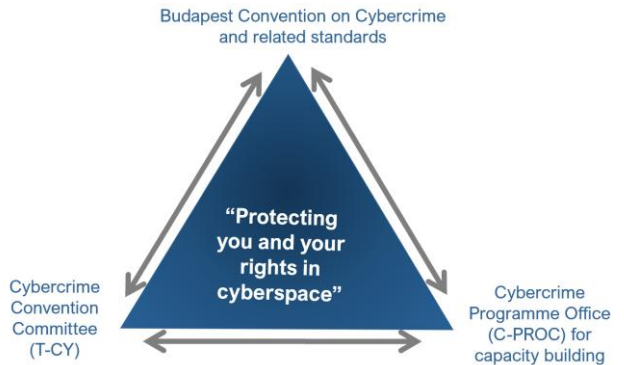 Budapest Convention on Cybercrime
and related standards
“Protecting
you and your
rights in
cyberspace”
Cybercrime
Convention
Committee
(T-CY)
Cybercrime
Programme Office
(C-PROC) for
capacity building